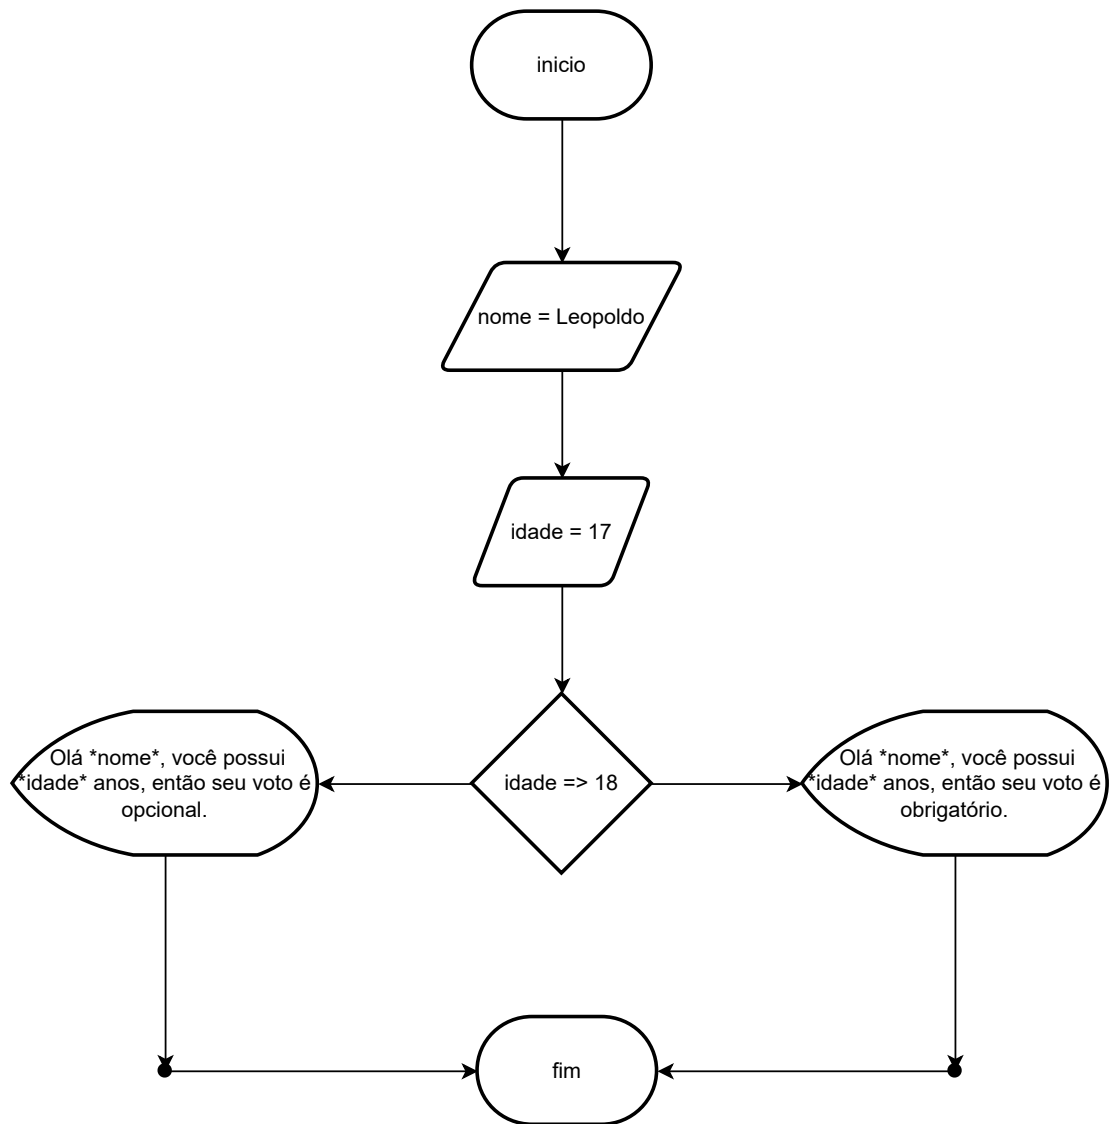 inicio
nome = Leopoldo
idade = 17
idade => 18
Olá *nome*, você possui
*idade* anos, então seu voto é
opcional.
Olá *nome*, você possui
*idade* anos, então seu voto é
obrigatório.
fim